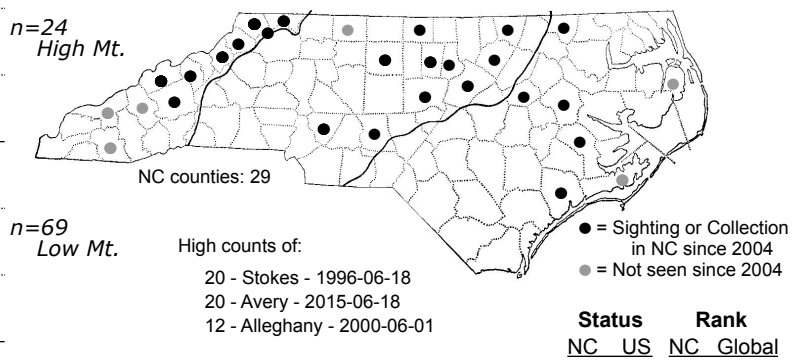 n=24
High Mt.
NC counties: 29
n=69
Low Mt.
High counts of:
20 - Stokes - 1996-06-18
20 - Avery - 2015-06-18
12 - Alleghany - 2000-06-01
= Sighting or Collection
in NC since 2004
= Not seen since 2004
Status Rank
NC US NC Global